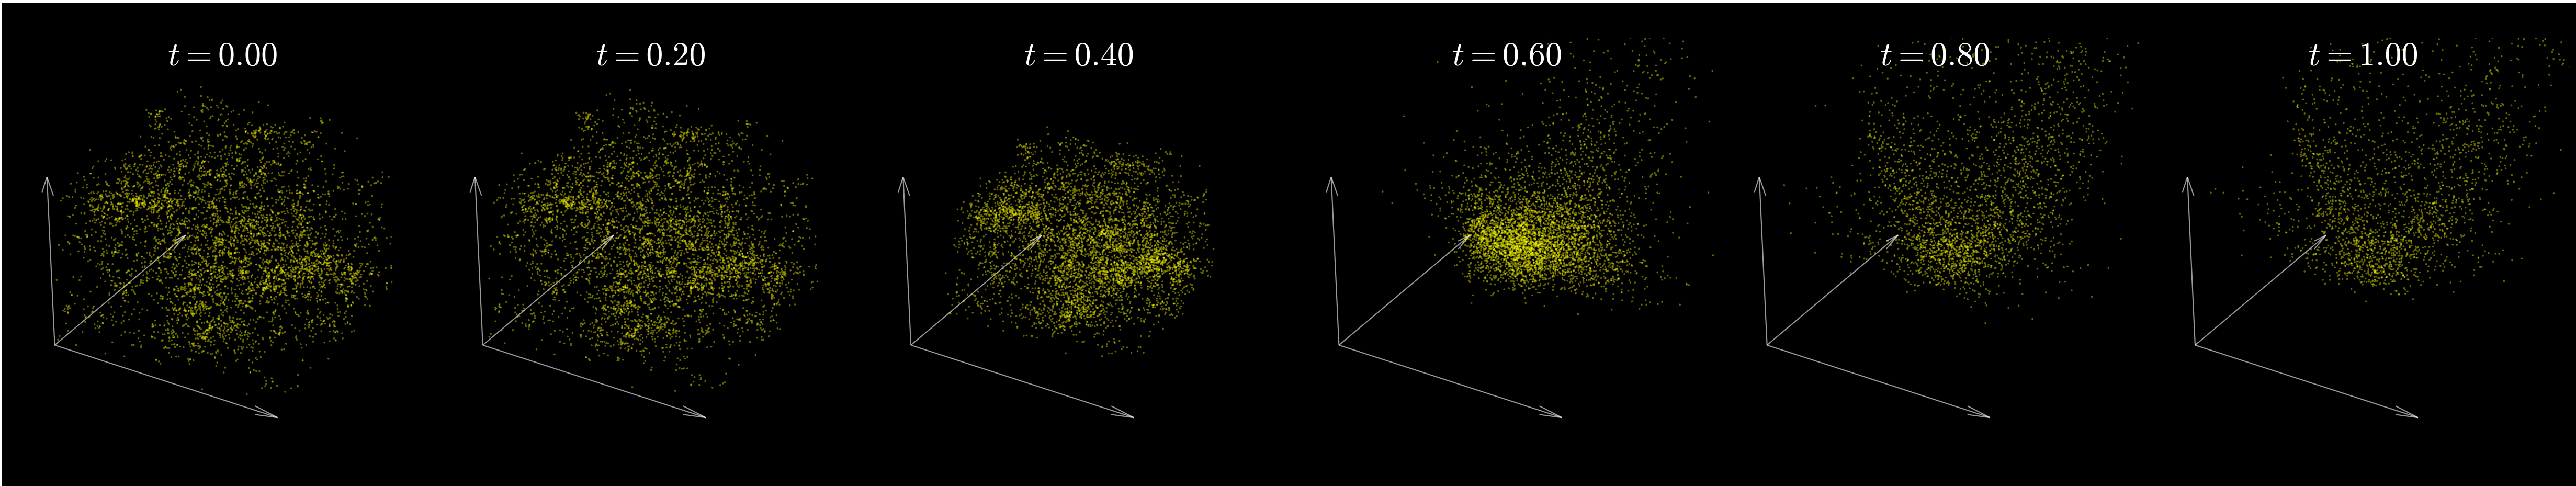 t = 0.00
t = 0.20
t = 0.40
t = 0.60
t = 0.80
t = 1.00